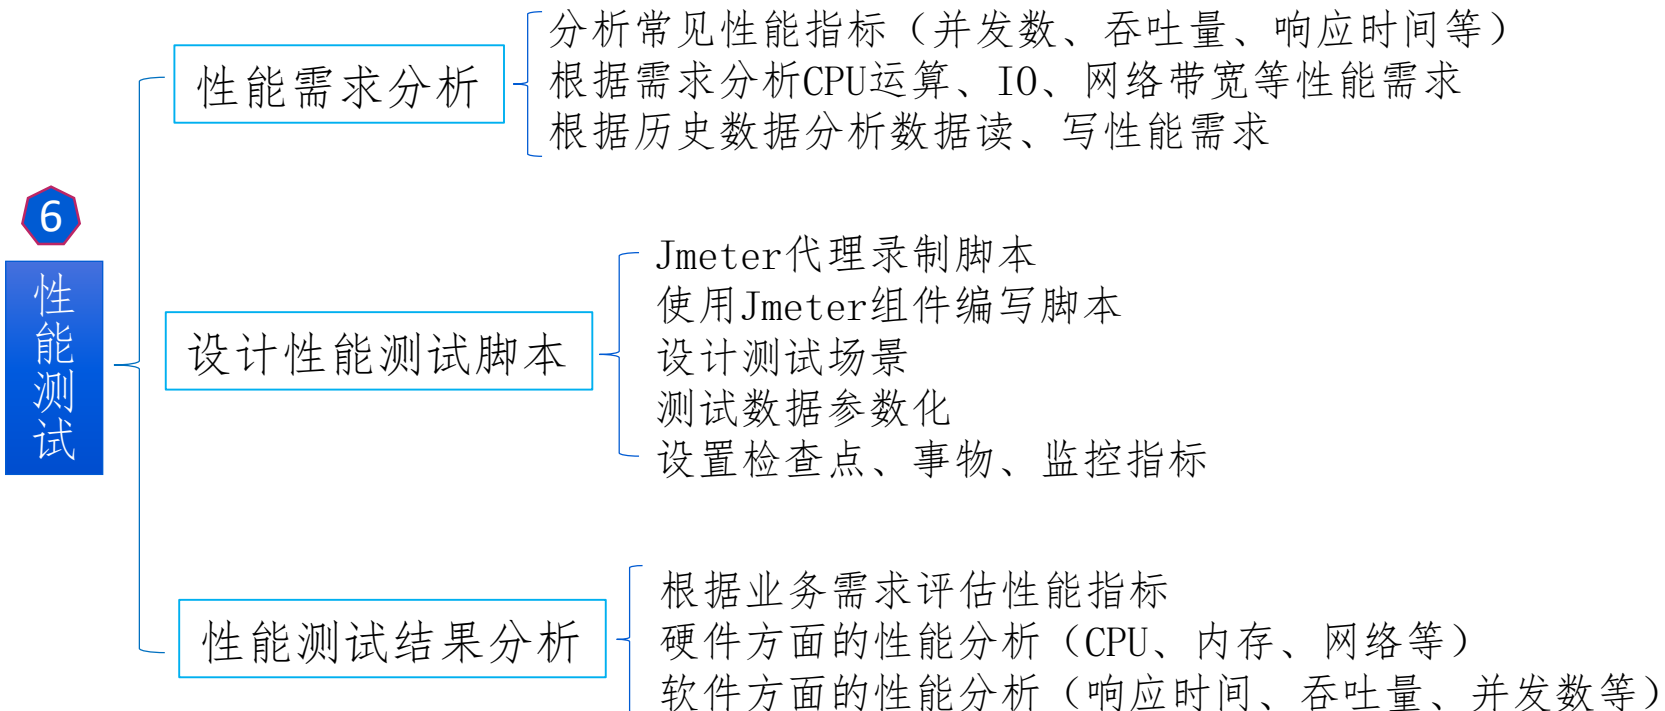 6
性能测试
性能需求分析
分析常见性能指标（并发数、吞吐量、响应时间等）
根据需求分析CPU运算、IO、网络带宽等性能需求
根据历史数据分析数据读、写性能需求
设计性能测试脚本
Jmeter代理录制脚本
使用Jmeter组件编写脚本
设计测试场景
测试数据参数化
设置检查点、事物、监控指标
性能测试结果分析
根据业务需求评估性能指标
硬件方面的性能分析（CPU、内存、网络等）
软件方面的性能分析（响应时间、吞吐量、并发数等）